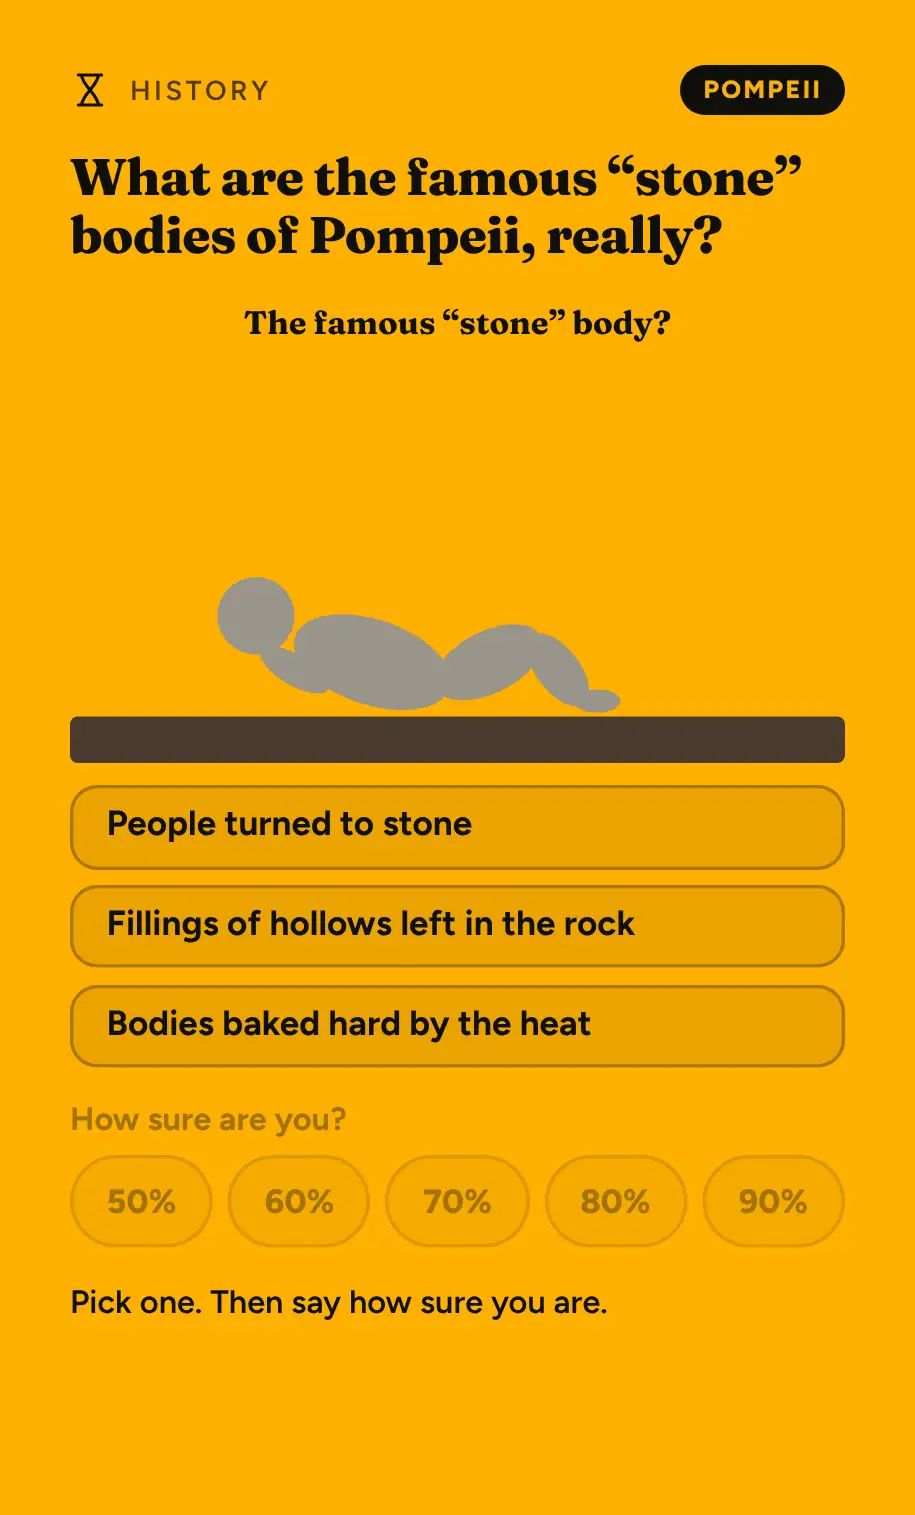 HISTORY
POMPEII
What are the famous “stone”
bodies of Pompeii, really?
The famous “stone” body?
People turned to stone
Fillings of hollows left in the rock
Bodies baked hard by the heat
How sure are you?
50% 60% 70% 80% 90%
Pick one. Then say how sure you are.